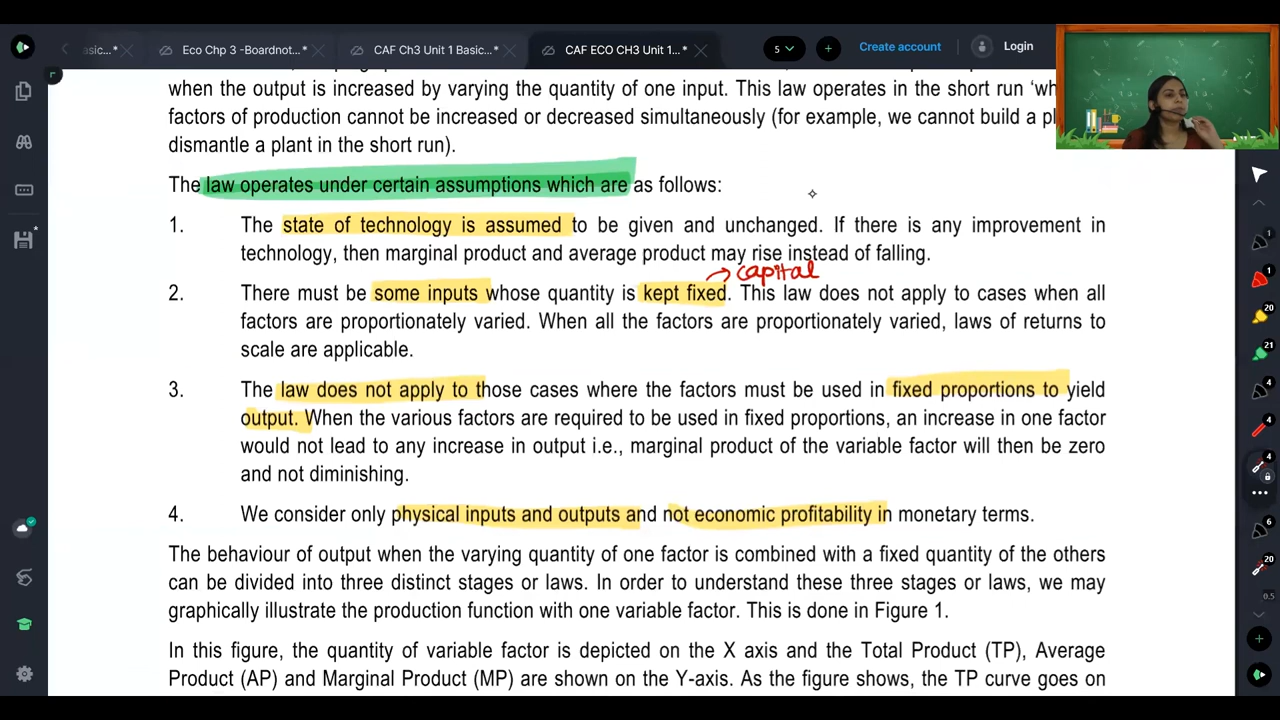 asic...*
Eco Chp 3 -Boardnot...*
CAF Ch3 Unit 1 Basic...*
CAF ECO CH3 Unit 1...*
5
Create account
Login
when the output is increased by varying the quantity of one input. This law operates in the short run ‘wh
factors of production cannot be increased or decreased simultaneously (for example, we cannot build a pl
dismantle a plant in the short run).
The law operates under certain assumptions which are as follows:
1. The state of technology is assumed to be given and unchanged. If there is any improvement in
technology, then marginal product and average product may rise instead of falling.
capital
2. There must be some inputs whose quantity is kept fixed. This law does not apply to cases when all
factors are proportionately varied. When all the factors are proportionately varied, laws of returns to
scale are applicable.
3. The law does not apply to those cases where the factors must be used in fixed proportions to yield
output. When the various factors are required to be used in fixed proportions, an increase in one factor
would not lead to any increase in output i.e., marginal product of the variable factor will then be zero
and not diminishing.
4. We consider only physical inputs and outputs and not economic profitability in monetary terms.
The behaviour of output when the varying quantity of one factor is combined with a fixed quantity of the others
can be divided into three distinct stages or laws. In order to understand these three stages or laws, we may
graphically illustrate the production function with one variable factor. This is done in Figure 1.
In this figure, the quantity of variable factor is depicted on the X axis and the Total Product (TP), Average
Product (AP) and Marginal Product (MP) are shown on the Y-axis. As the figure shows, the TP curve goes on
1
1
20
21
4
4
4
6
20
0.5